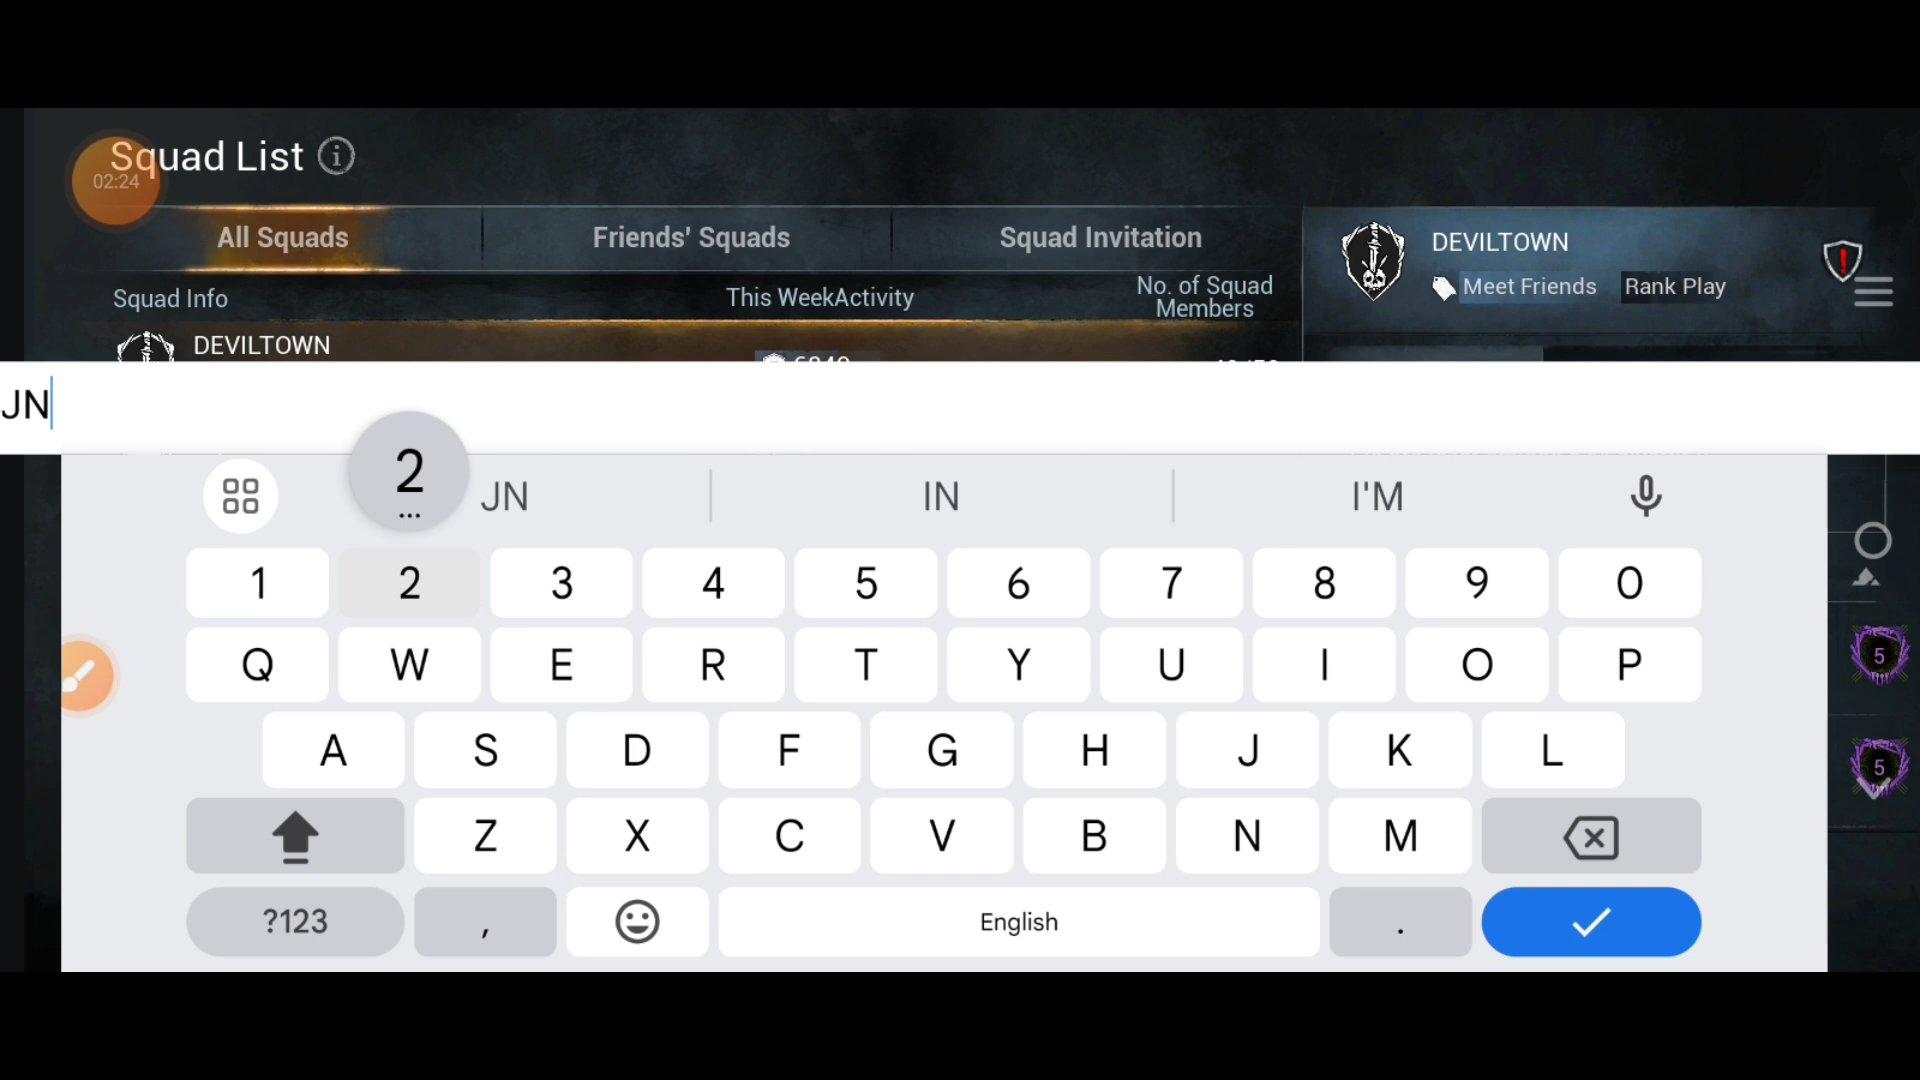 Squad List
02:24
All Squads
Friends' Squads
Squad Invitation
DEVILTOWN
Meet Friends
Rank Play
Squad Info
This WeekActivity
No. of Squad
Members
DEVILTOWN
JN
2
...
JN
IN
I'M
1 2 3 4 5 6 7 8 9 0
Q W E R T Y U I O P
5
A S D F G H J K L
5
Z X C V B N M
?123 , English .